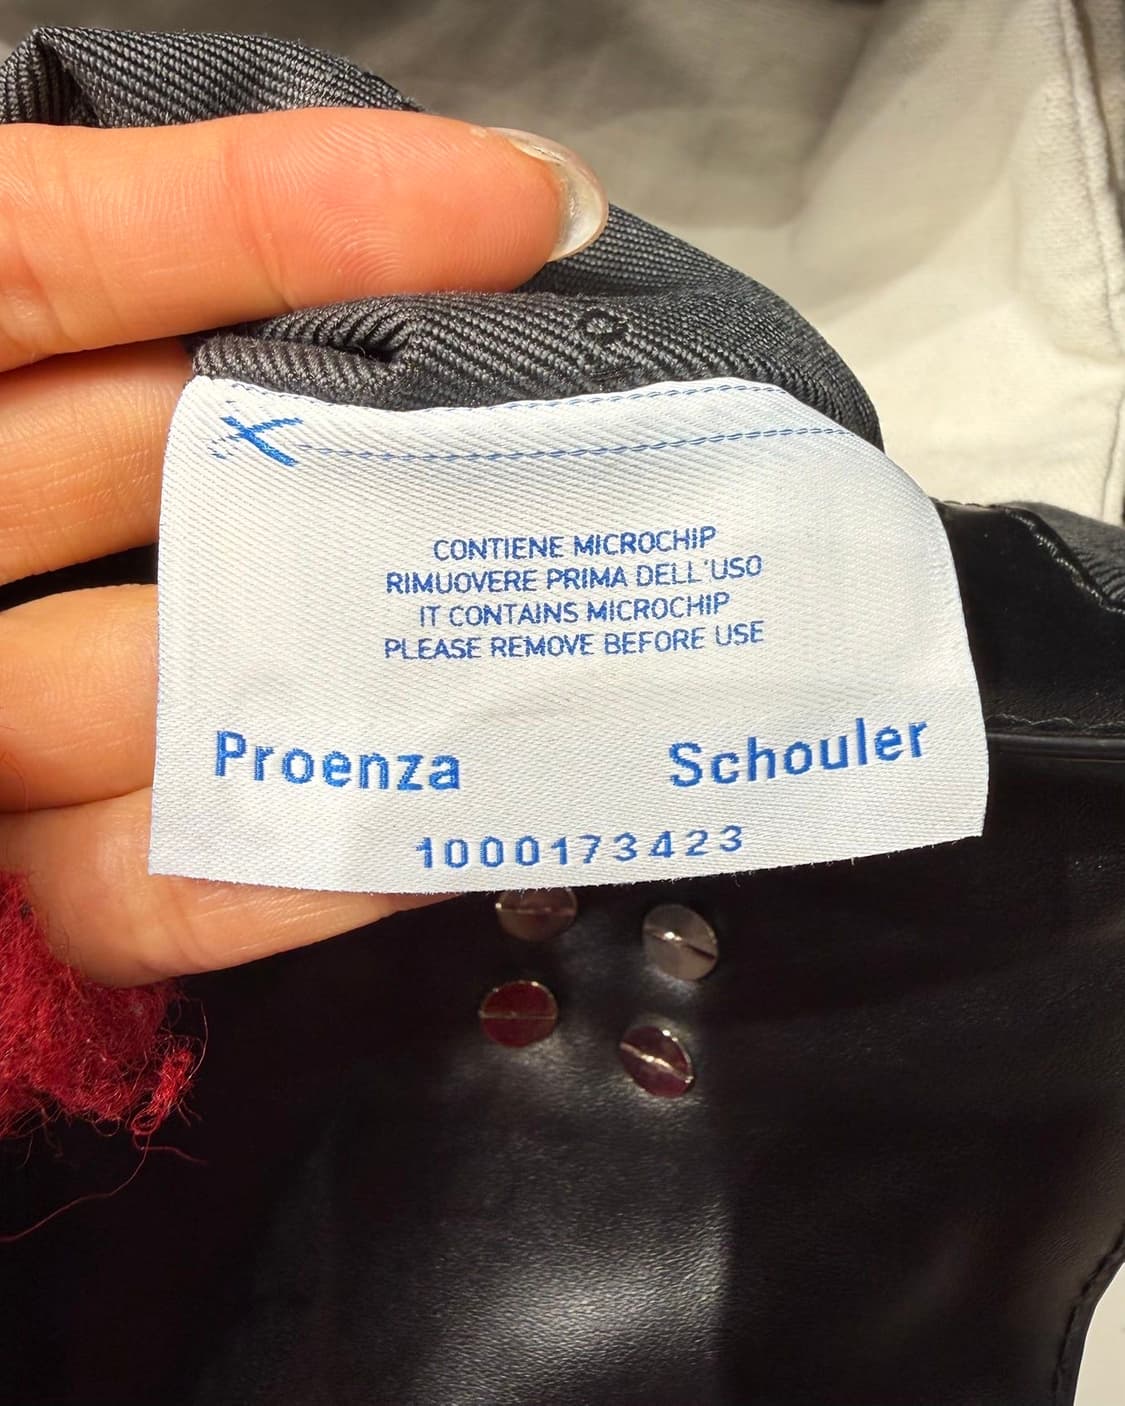 CONTIENE MICROCHIP
RIMUOVERE PRIMA DELL'USO
IT CONTAINS MICROCHIP
PLEASE REMOVE BEFORE USE
Proenza Schouler
1000173423